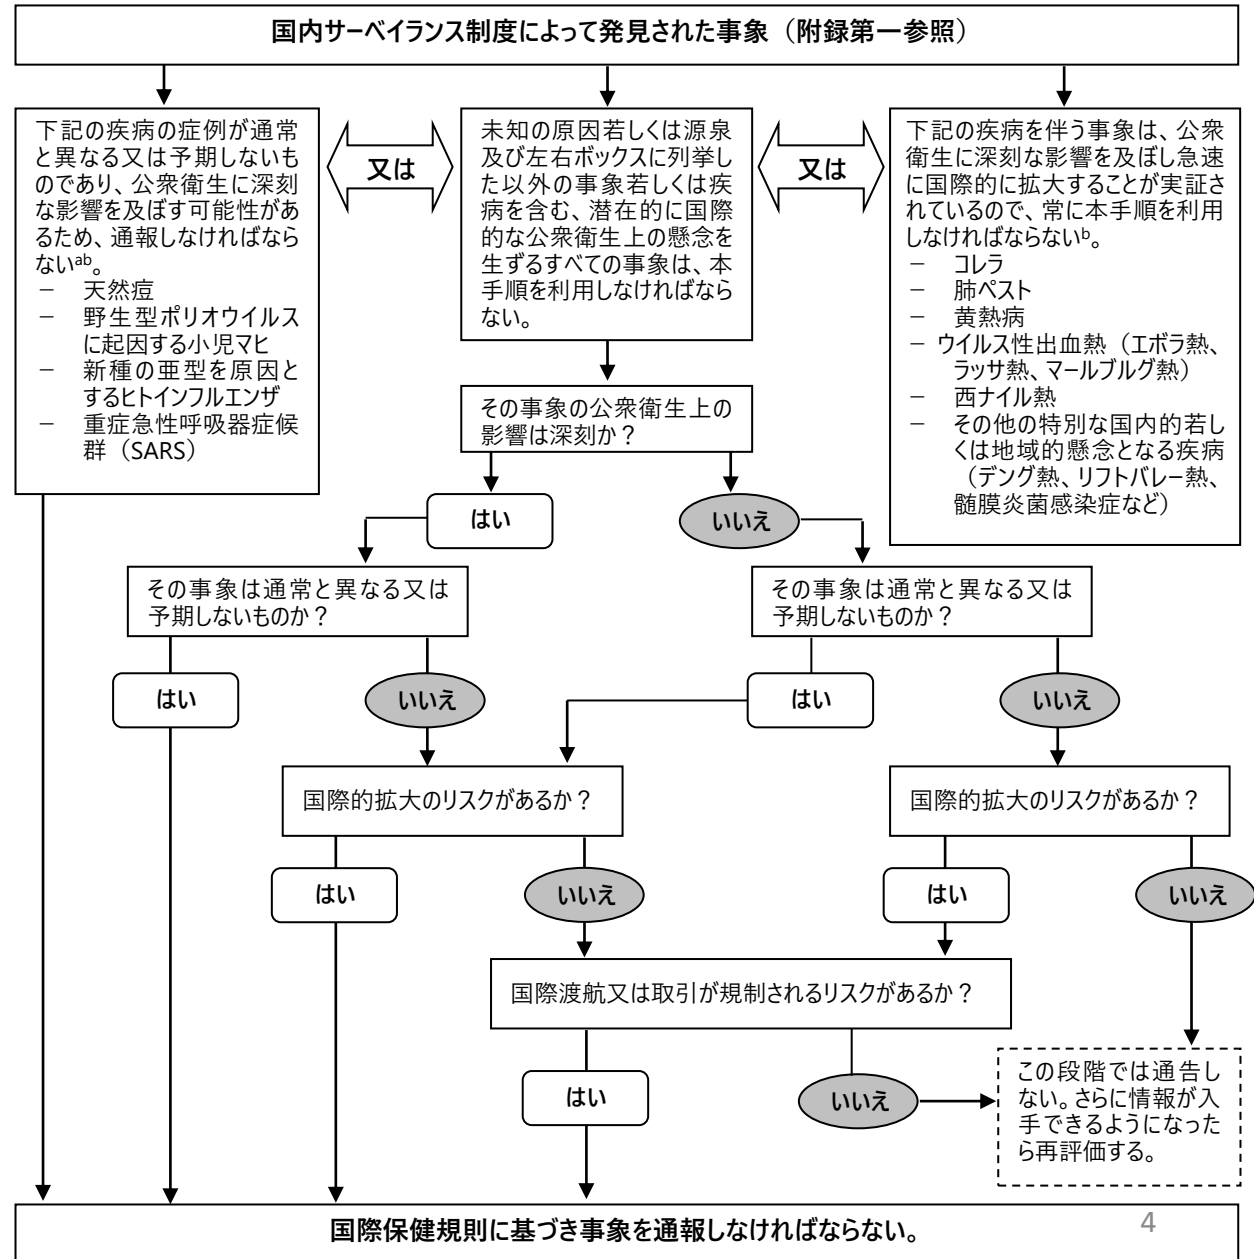 国内サーベイランス制度によって発見された事象（附録第一参照）
下記の疾病の症例が通常
と異なる又は予期しないも
のであり、公衆衛生に深刻
な影響を及ぼす可能性があ
るため、通報しなければなら
ないab。
－ 天然痘
－ 野生型ポリオウイルス
に起因する小児マヒ
－ 新種の亜型を原因と
するヒトインフルエンザ
－ 重症急性呼吸器症候
群（SARS）
又は
未知の原因若しくは源泉
及び左右ボックスに列挙し
た以外の事象若しくは疾
病を含む、潜在的に国際
的な公衆衛生上の懸念を
生ずるすべての事象は、本
手順を利用しなければなら
ない。
又は
下記の疾病を伴う事象は、公衆
衛生に深刻な影響を及ぼし急速
に国際的に拡大することが実証さ
れているので、常に本手順を利用
しなければならないb。
－ コレラ
－ 肺ペスト
－ 黄熱病
－ ウイルス性出血熱（エボラ熱、
ラッサ熱、マールブルグ熱）
－ 西ナイル熱
－ その他の特別な国内的若し
くは地域的懸念となる疾病
（デング熱、リフトバレー熱、
髄膜炎菌感染症など）
その事象の公衆衛生上の
影響は深刻か？
はい
いいえ
その事象は通常と異なる又は
予期しないものか？
その事象は通常と異なる又は
予期しないものか？
はい
いいえ
はい
いいえ
国際的拡大のリスクがあるか？
国際的拡大のリスクがあるか？
はい
いいえ
はい
いいえ
国際渡航又は取引が規制されるリスクがあるか？
はい
いいえ
この段階では通告し
ない。さらに情報が入
手できるようになった
ら再評価する。
国際保健規則に基づき事象を通報しなければならない。
4